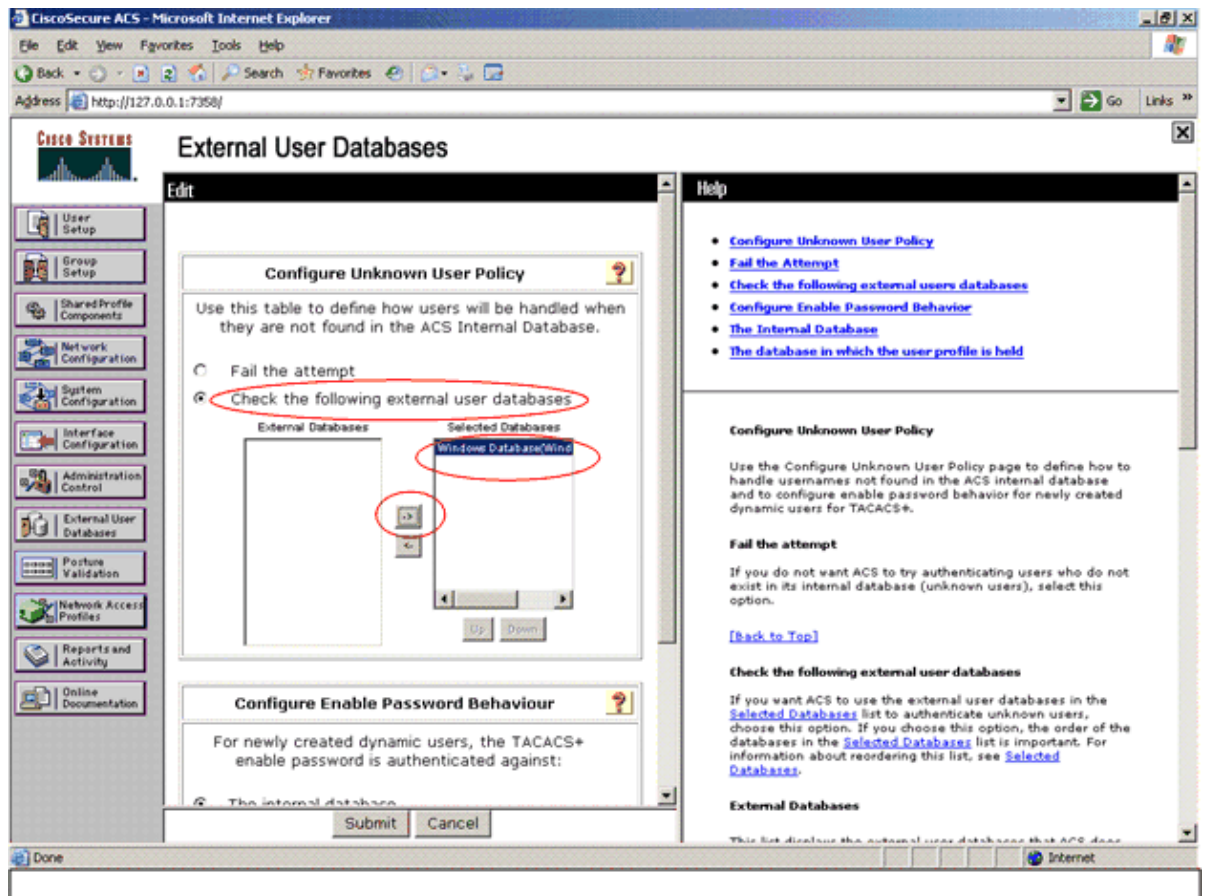 CiscoSecure ACS - Microsoft Internet Explorer
File Edit View Favorites Tools Help
Back Search Favorites
Address http://127.0.0.1:7358/ Go Links »
CISCO SYSTEMS
External User Databases
User
Setup
Group
Setup
Shared Profile
Components
Network
Configuration
System
Configuration
Interface
Configuration
Administration
Control
External User
Databases
Posture
Validation
Network Access
Profiles
Reports and
Activity
Online
Documentation
Edit
Configure Unknown User Policy ?
Use this table to define how users will be handled when
they are not found in the ACS Internal Database.
Fail the attempt
Check the following external user databases
External Databases Selected Databases
Windows Database(Wind
->
<-
Up Down
Configure Enable Password Behaviour ?
For newly created dynamic users, the TACACS+
enable password is authenticated against:
The internal database
Submit Cancel
Help
Configure Unknown User Policy
Fail the Attempt
Check the following external users databases
Configure Enable Password Behavior
The Internal Database
The database in which the user profile is held
Configure Unknown User Policy
Use the Configure Unknown User Policy page to define how to
handle usernames not found in the ACS internal database
and to configure enable password behavior for newly created
dynamic users for TACACS+.
Fail the attempt
If you do not want ACS to try authenticating users who do not
exist in its internal database (unknown users), select this
option.
[Back to Top]
Check the following external user databases
If you want ACS to use the external user databases in the
Selected Databases list to authenticate unknown users,
choose this option. If you choose this option, the order of the
databases in the Selected Databases list is important. For
information about reordering this list, see Selected
Databases.
External Databases
This list displays the external user databases that ACS does
Done Internet